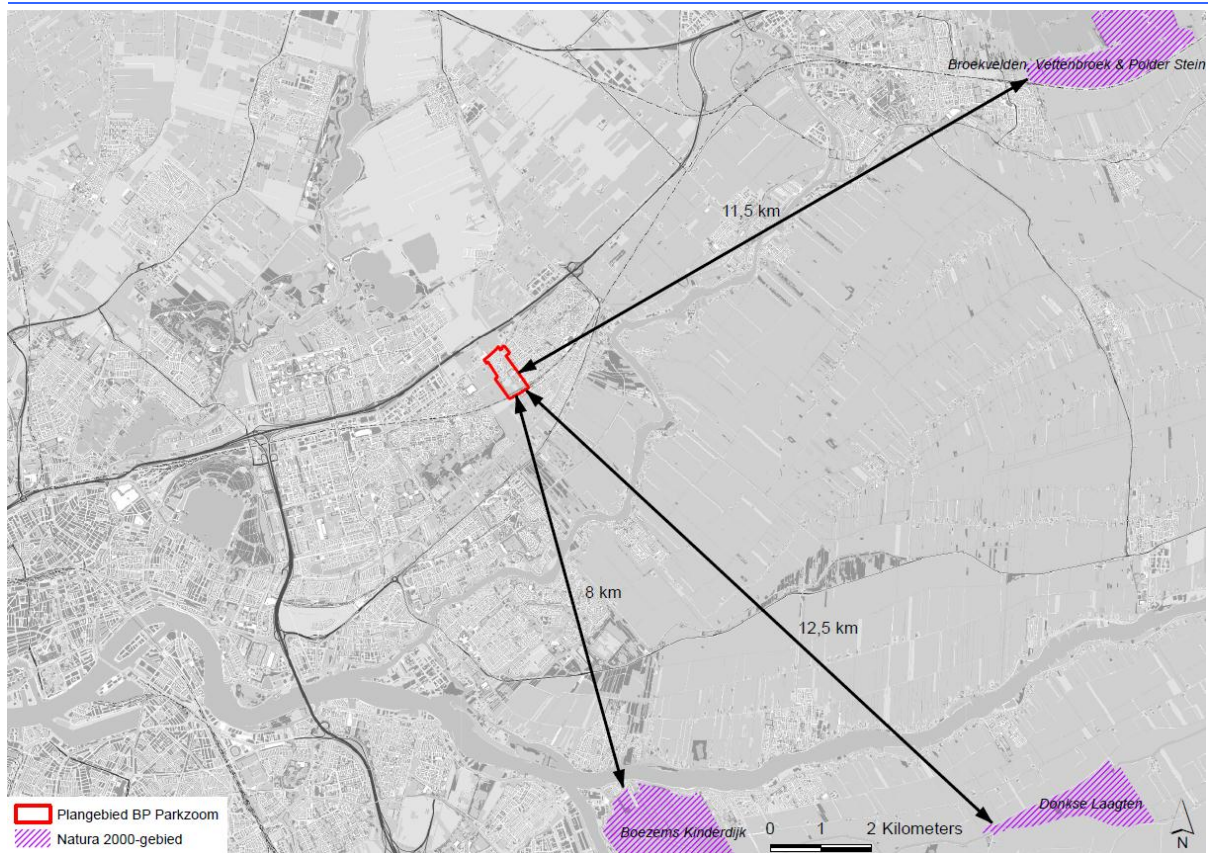 Broekvelden, Vettenbroek & Polder Stein
11,5 km
8 km
12,5 km
Donkse Laagten
Boezems Kinderdijk
0 1 2 Kilometers
N
Plangebied BP Parkzoom
Natura 2000-gebied